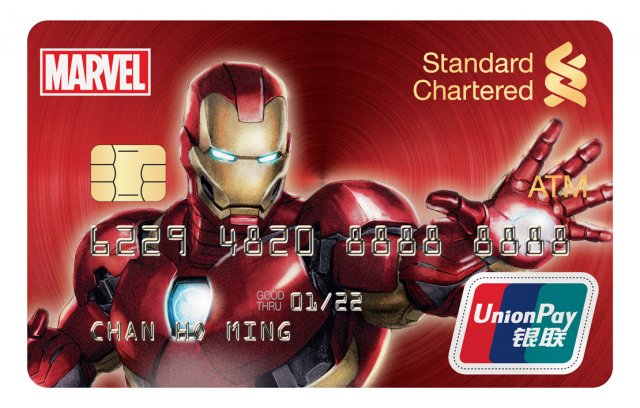 MARVEL
Standard
Chartered
ATM
6229 4820 8888 8888
GOOD
THRU 01/22
CHAN HO MING
UnionPay
银联